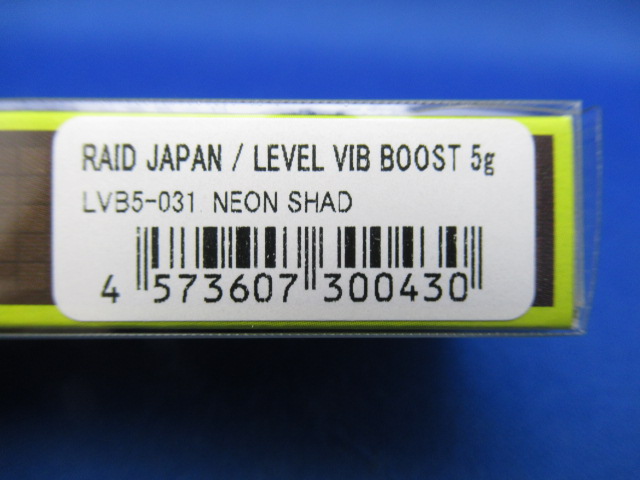 RAID JAPAN / LEVEL VIB BOOST 5g
LVB5-031 NEON SHAD
4 573607 300430